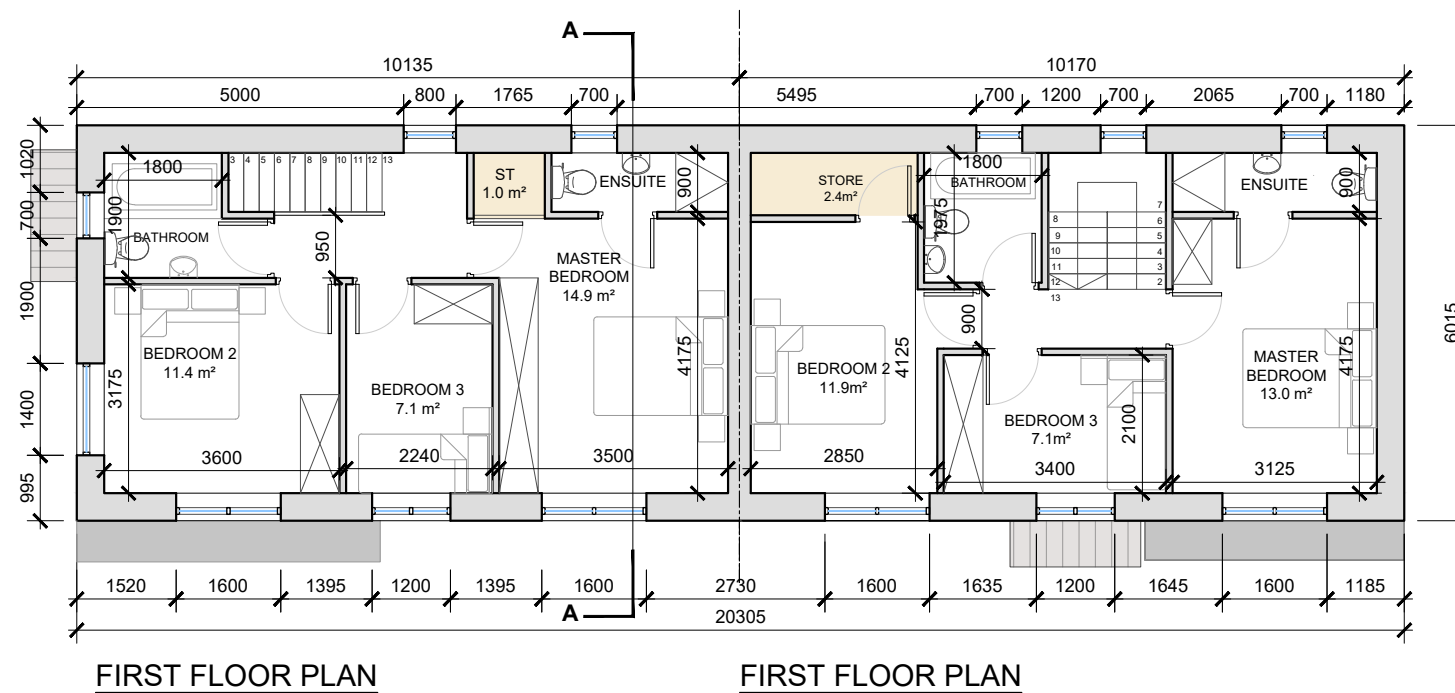 A
10135
10170
5000
800
1765
700
5495
700
1200
700
2065
700
1180
1020
700
1900
1400
995
6015
1800
3 4 5 6 7 8 9 10 11 12 13
ST
1.0 m²
ENSUITE
900
1900
BATHROOM
950
MASTER
BEDROOM
14.9 m²
4175
BEDROOM 2
11.4 m²
3175
BEDROOM 3
7.1 m²
3600
2240
3500
STORE
2.4m²
1800
BATHROOM
1975
7
8 6
9 5
10 4
11 3
12 2
13
ENSUITE
900
900
BEDROOM 2
11.9m²
4125
MASTER
BEDROOM
13.0 m²
4175
BEDROOM 3
7.1m²
2100
2850
3400
3125
1520
1600
1395
1200
1395
1600
2730
1600
1635
1200
1645
1600
1185
A
20305
FIRST FLOOR PLAN
FIRST FLOOR PLAN